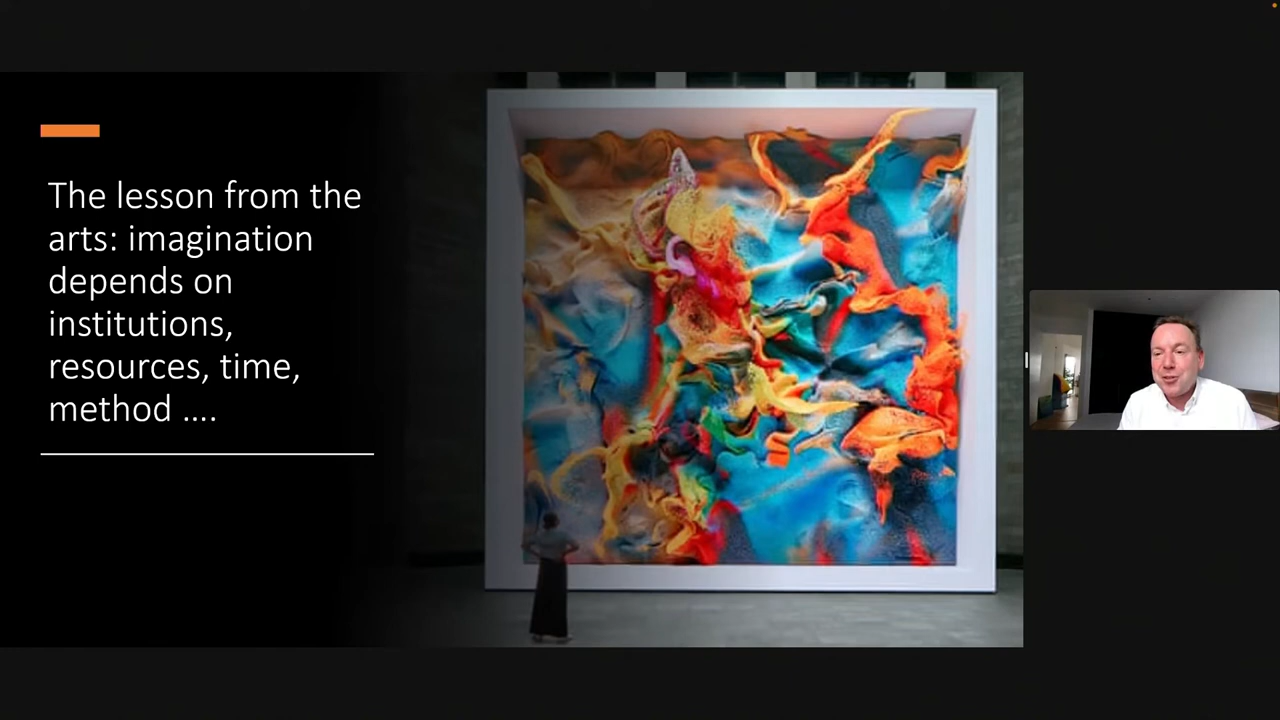 The lesson from the
arts: imagination
depends on
institutions,
resources, time,
method ....